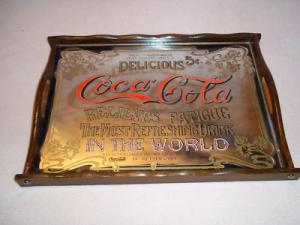 DELICIOUS 5¢
Coca-Cola
RELIEVES FATIGUE
THE MOST REFRESHING DRINK
IN THE WORLD